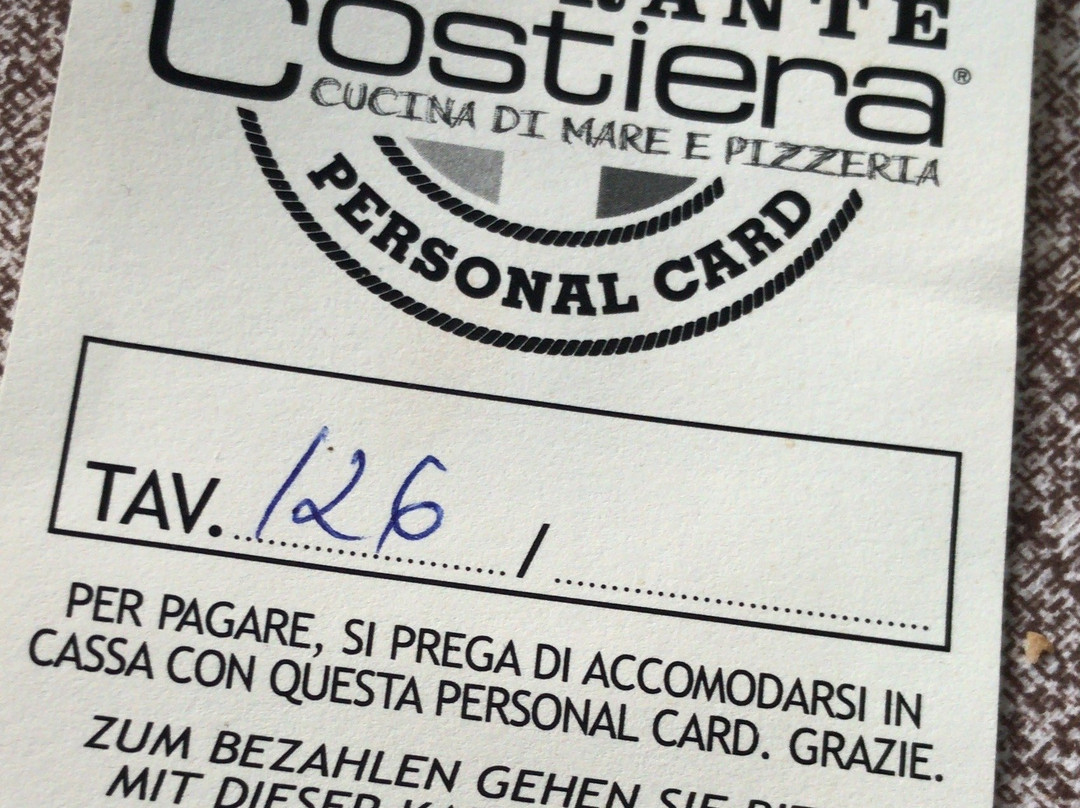 Costiera®
CUCINA DI MARE E PIZZERIA
PERSONAL CARD
TAV. 126 /
PER PAGARE, SI PREGA DI ACCOMODARSI IN
CASSA CON QUESTA PERSONAL CARD. GRAZIE.
ZUM BEZAHLEN GEHEN SIE
MIT DIESER